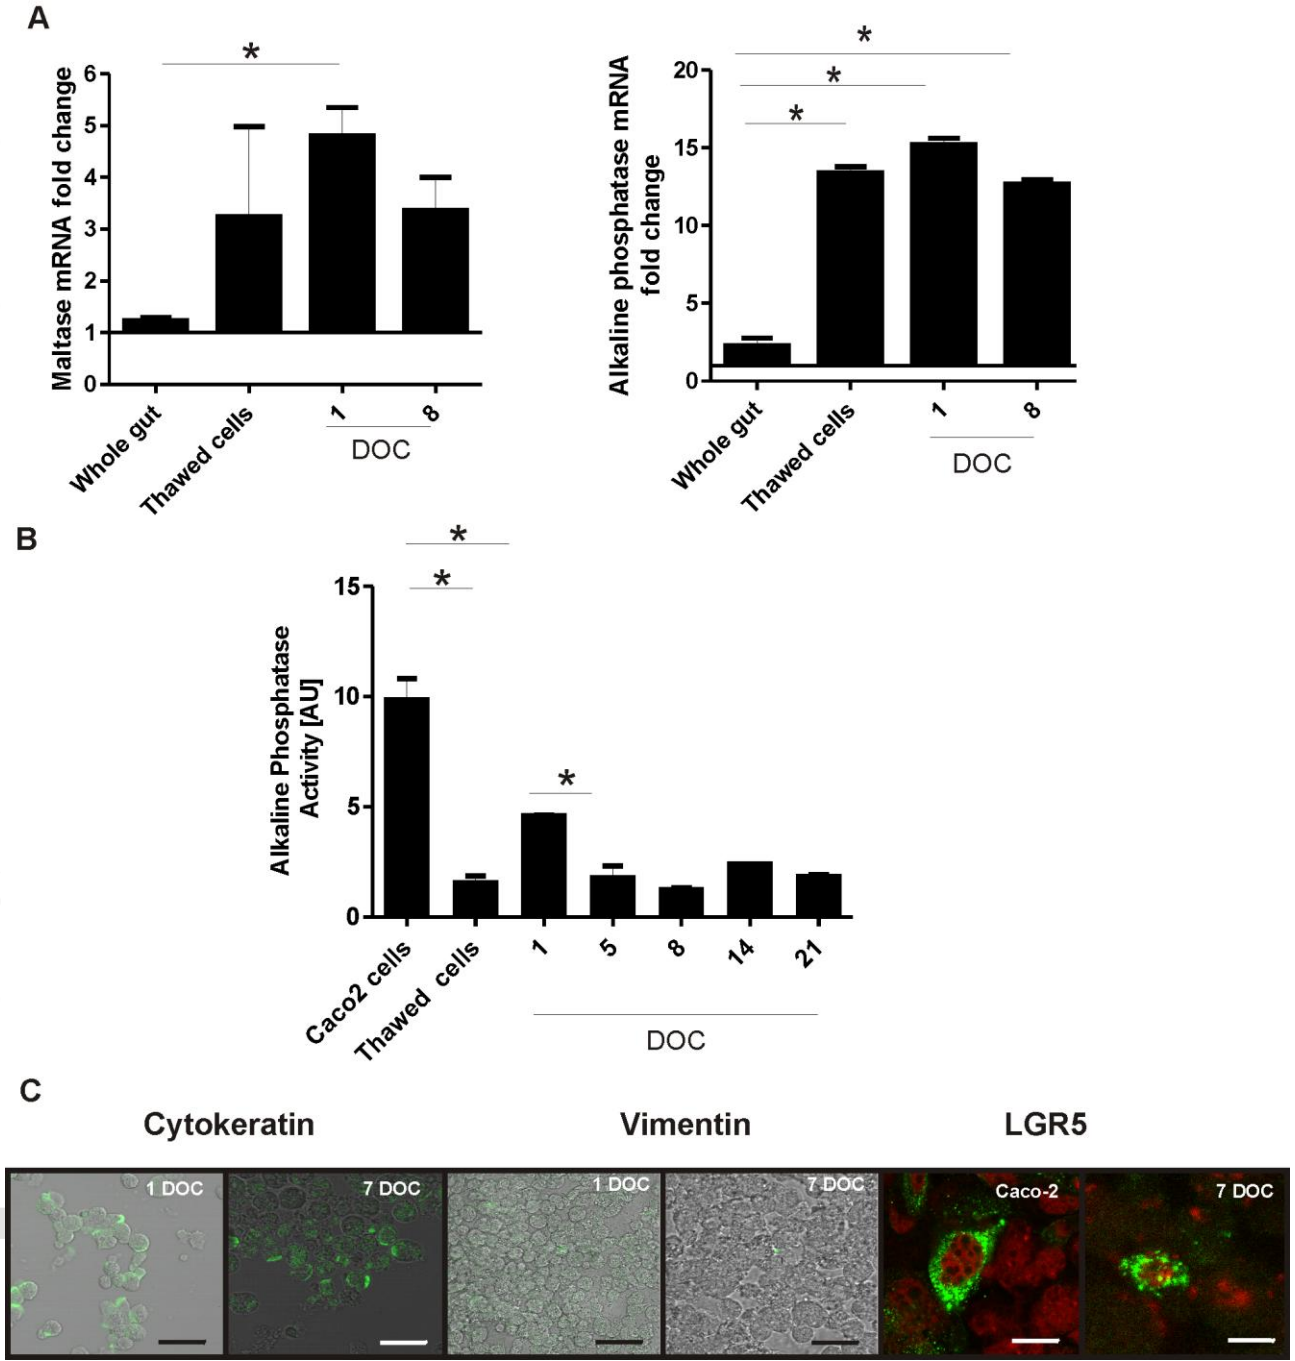 A
*
*
*
*
Maltase mRNA fold change
6
5
4
3
2
1
0
Whole gut
Thawed cells
1
8
DOC
Alkaline phosphatase mRNA
fold change
20
15
10
5
0
Whole gut
Thawed cells
1
8
DOC
B
*
*
*
Alkaline Phosphatase
Activity [AU]
15
10
5
0
Caco2 cells
Thawed cells
1
5
8
14
21
DOC
C
Cytokeratin
Vimentin
LGR5
1 DOC
7 DOC
1 DOC
7 DOC
Caco-2
7 DOC